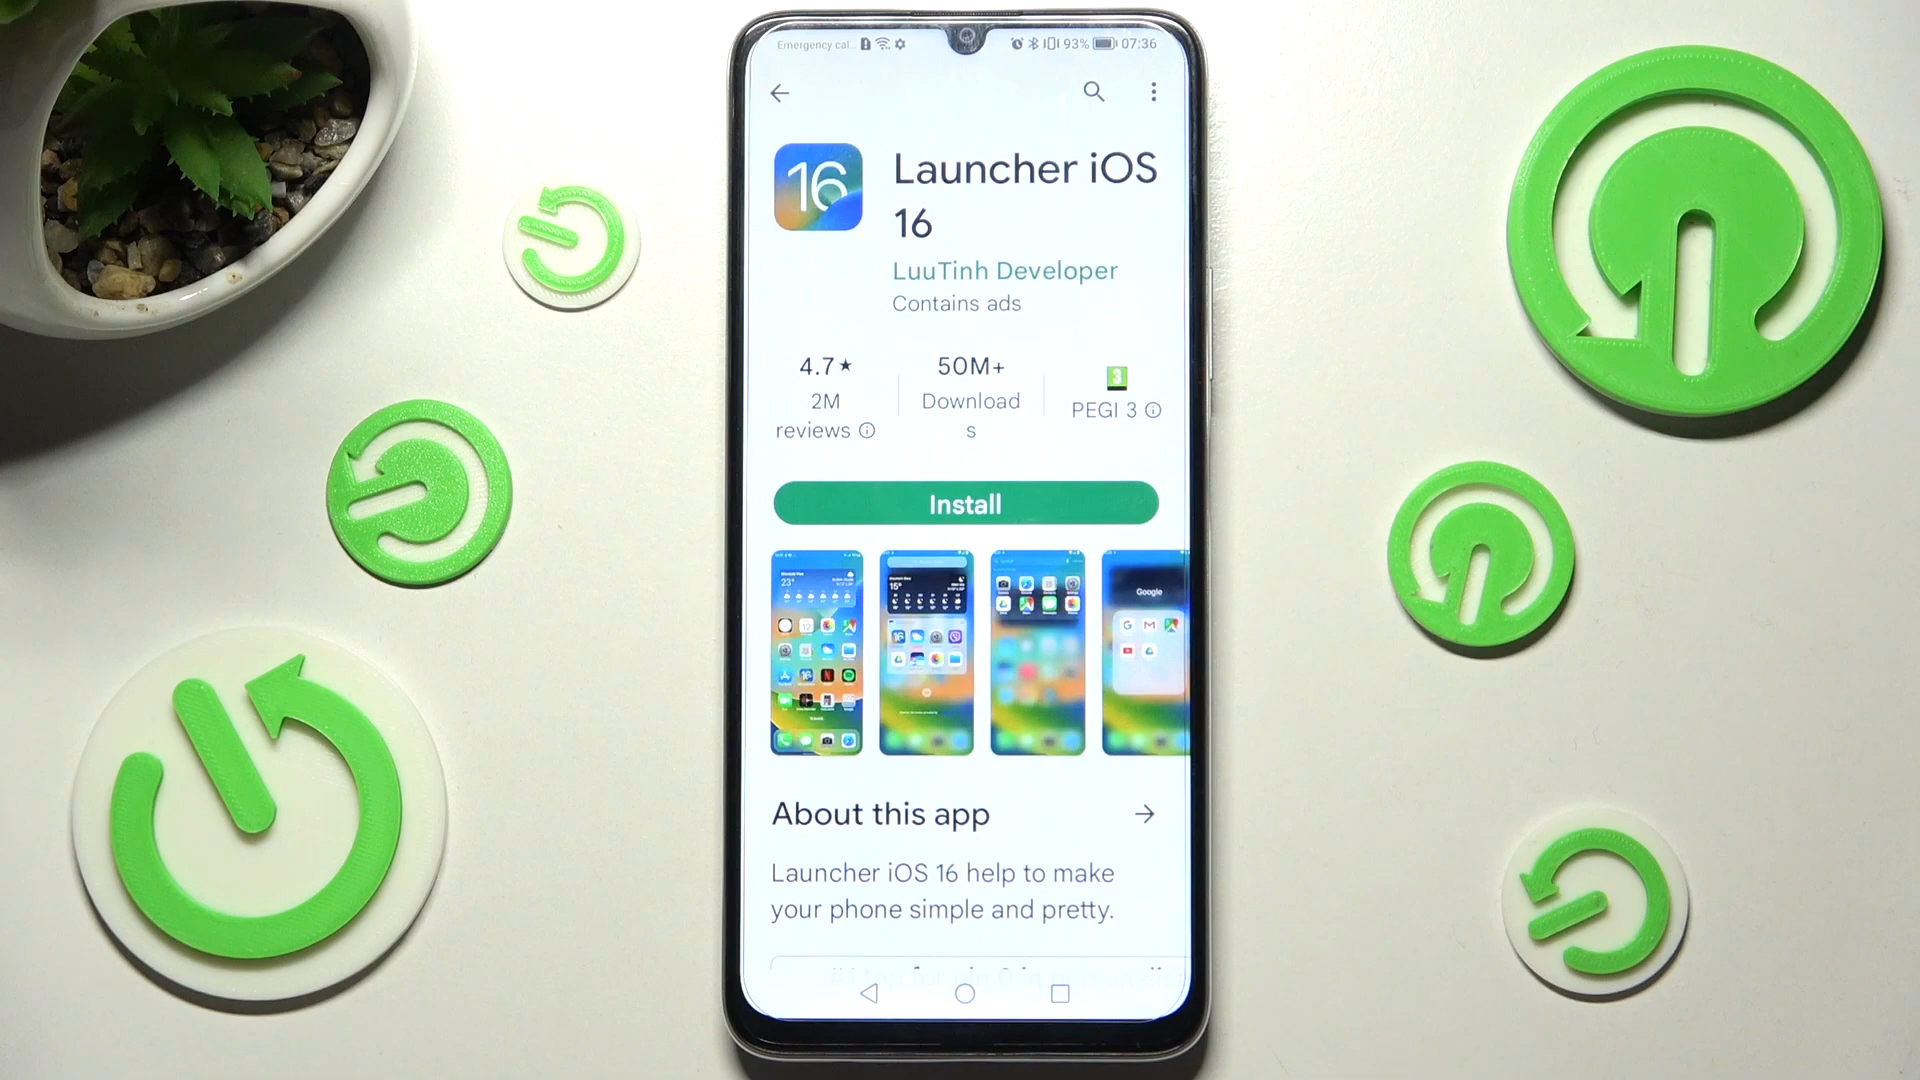 Emergency cal... 93% 07:36
16
Launcher iOS
16
LuuTinh Developer
Contains ads
4.7★
2M
reviews
50M+
Download
s
3
PEGI 3
Install
23°
15°
Google
About this app
Launcher iOS 16 help to make
your phone simple and pretty.